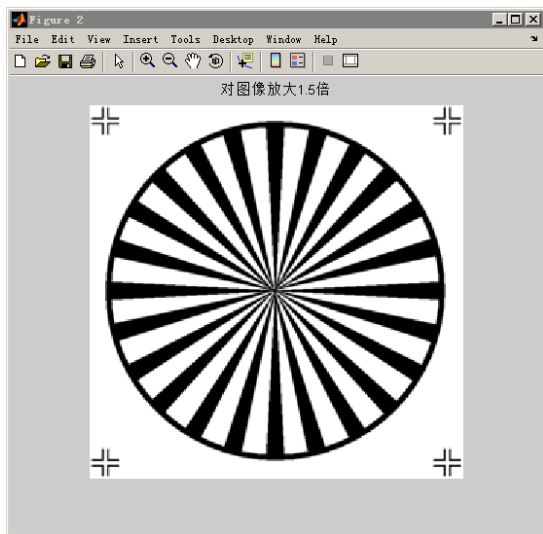 Figure 2
File Edit View Insert Tools Desktop Window Help
对图像放大1.5倍